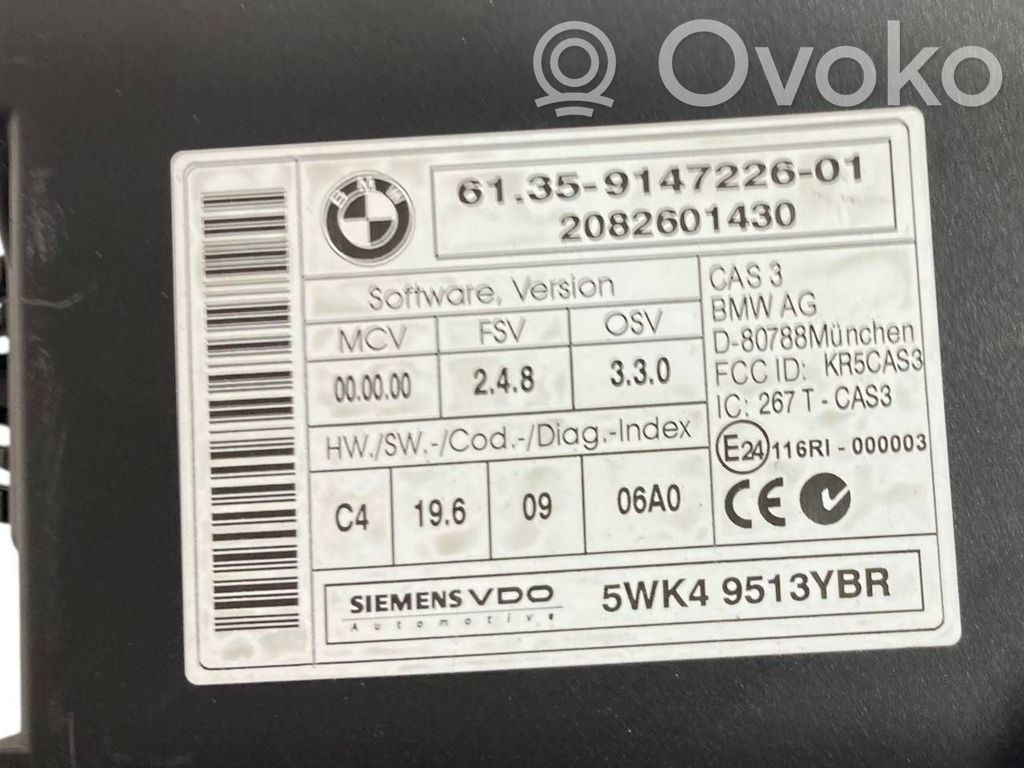 Ovoko
BMW
61.35-9147226-01
2082601430
Software, Version
MCV FSV OSV
00.00.00 2.4.8 3.3.0
HW./SW.-/Cod.-/Diag.-Index
C4 19.6 09 06A0
CAS 3
BMW AG
D-80788München
FCC ID: KR5CAS3
IC: 267 T - CAS3
E24 116RI - 000003
CE
SIEMENS VDO
Automotive
5WK4 9513YBR